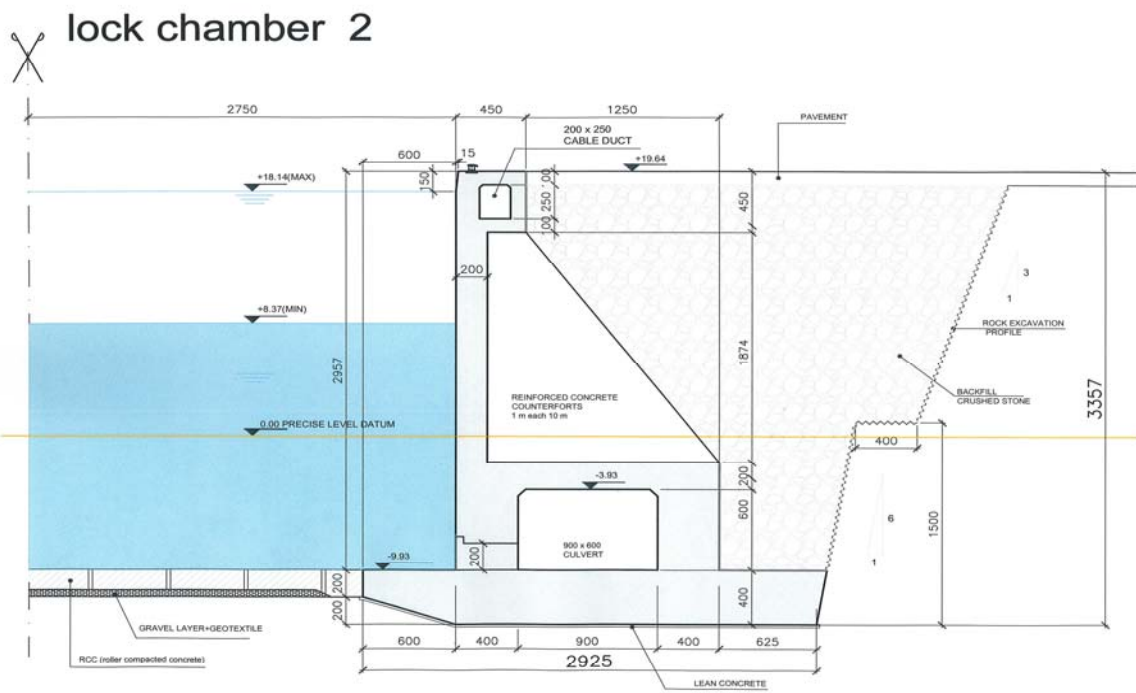 lock chamber 2
2750
450
1250
PAVEMENT
200 x 250
CABLE DUCT
600
15
+19.64
+18.14(MAX)
150
100
250
100
450
200
3
1
+8.37(MIN)
ROCK EXCAVATION
PROFILE
2957
1874
3357
REINFORCED CONCRETE
COUNTERFORTS
1 m each 10 m
BACKFILL
CRUSHED STONE
0.00 PRECISE LEVEL DATUM
400
-3.93
200
600
6
1
1500
900 x 600
CULVERT
-9.93
200
200
200
400
GRAVEL LAYER+GEOTEXTILE
600
400
900
400
625
RCC (roller compacted concrete)
2925
LEAN CONCRETE